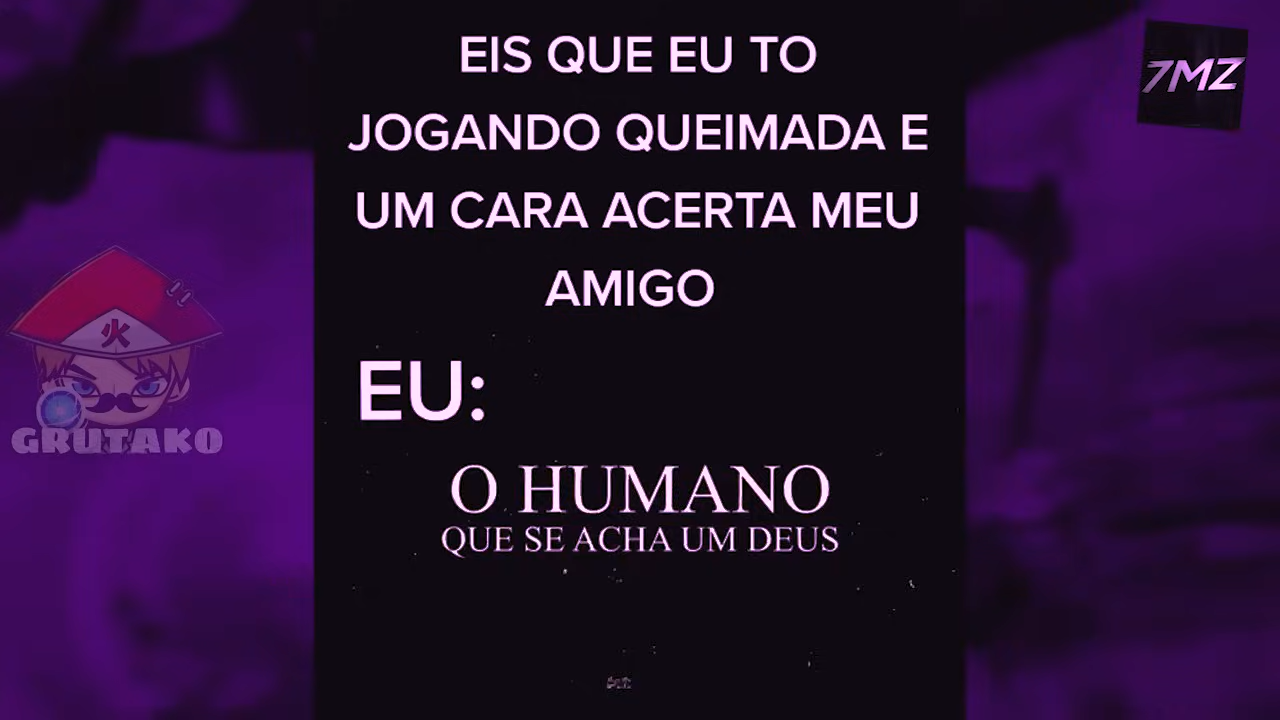 EIS QUE EU TO
JOGANDO QUEIMADA E
UM CARA ACERTA MEU
AMIGO
EU:
O HUMANO
QUE SE ACHA UM DEUS
7MZ
火
GRUTAKO